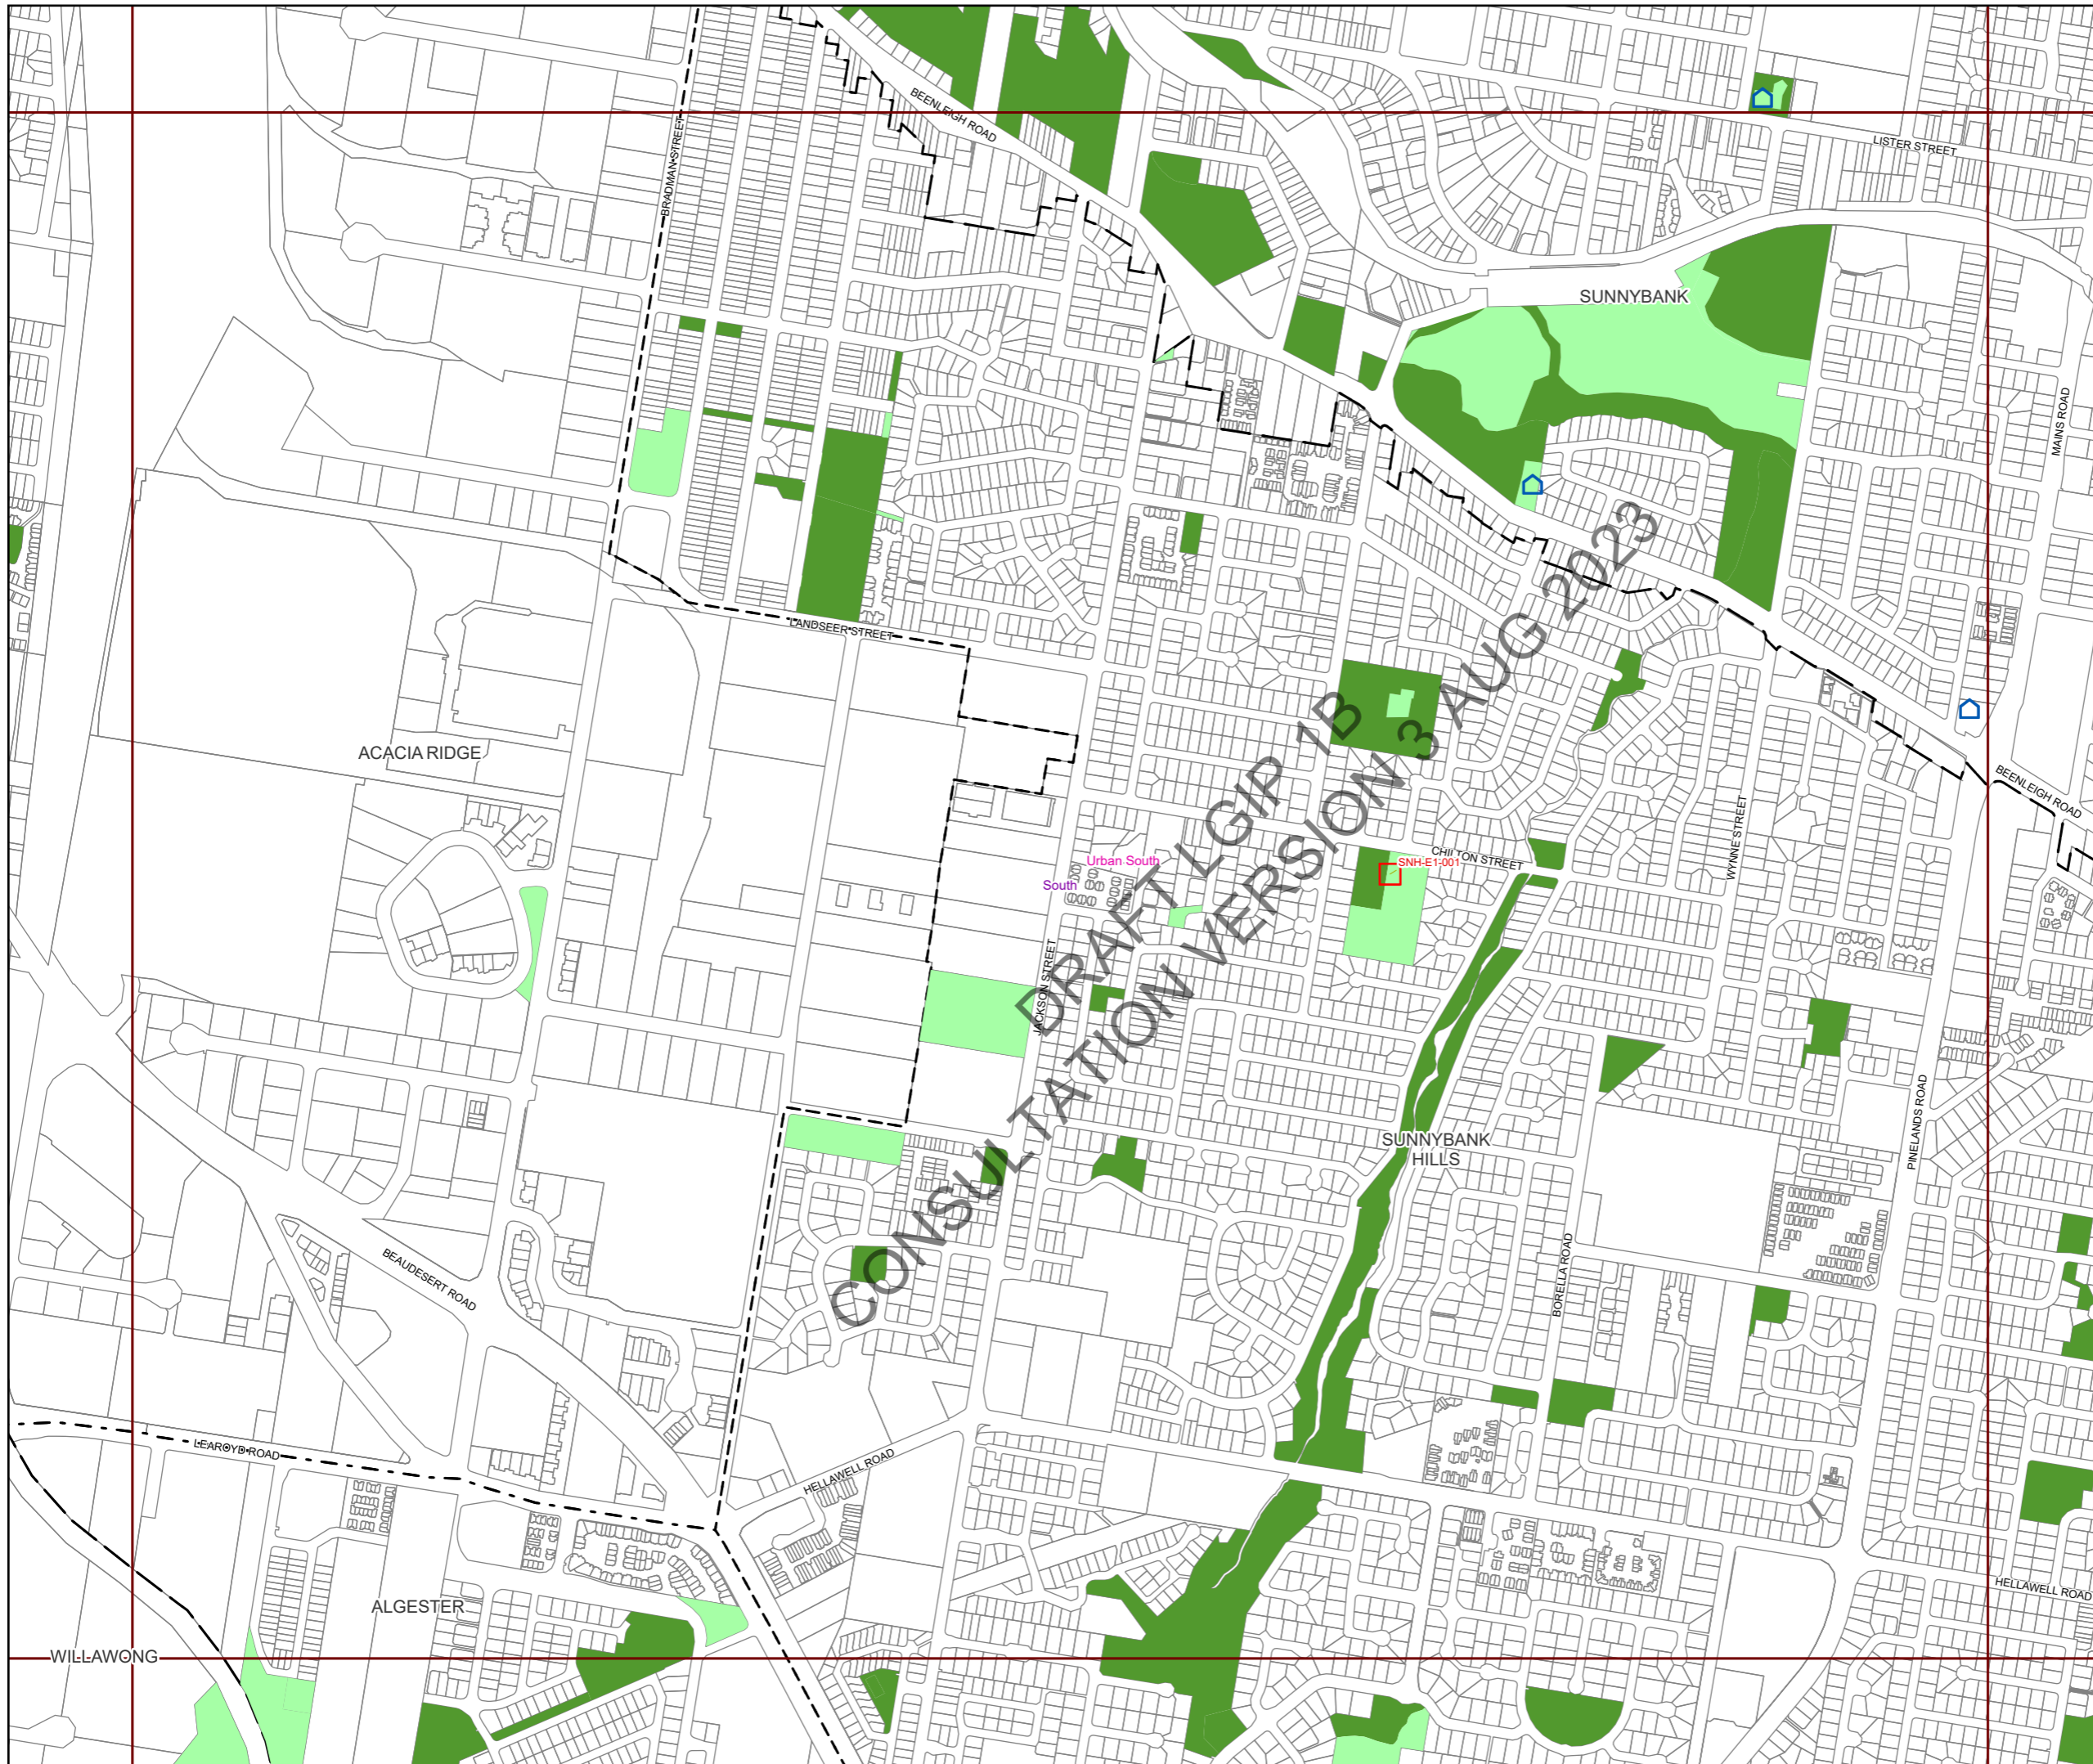 BEENLEIGH ROAD
BRADMAN STREET
LISTER STREET
SUNNYBANK
MAINS ROAD
LANDSEER STREET
ACACIA RIDGE
BEENLEIGH ROAD
WYNNE STREET
CHILTON STREET
SNH-E1-001
Urban South
South
JACKSON STREET
DRAFT LGIP 1B
CONSULTATION VERSION 3 AUG 2023
SUNNYBANK
HILLS
PINELANDS ROAD
BORELLA ROAD
BEAUDESERT ROAD
LEAROYD ROAD
HELLAWELL ROAD
HELLAWELL ROAD
ALGESTER
WILLAWONG